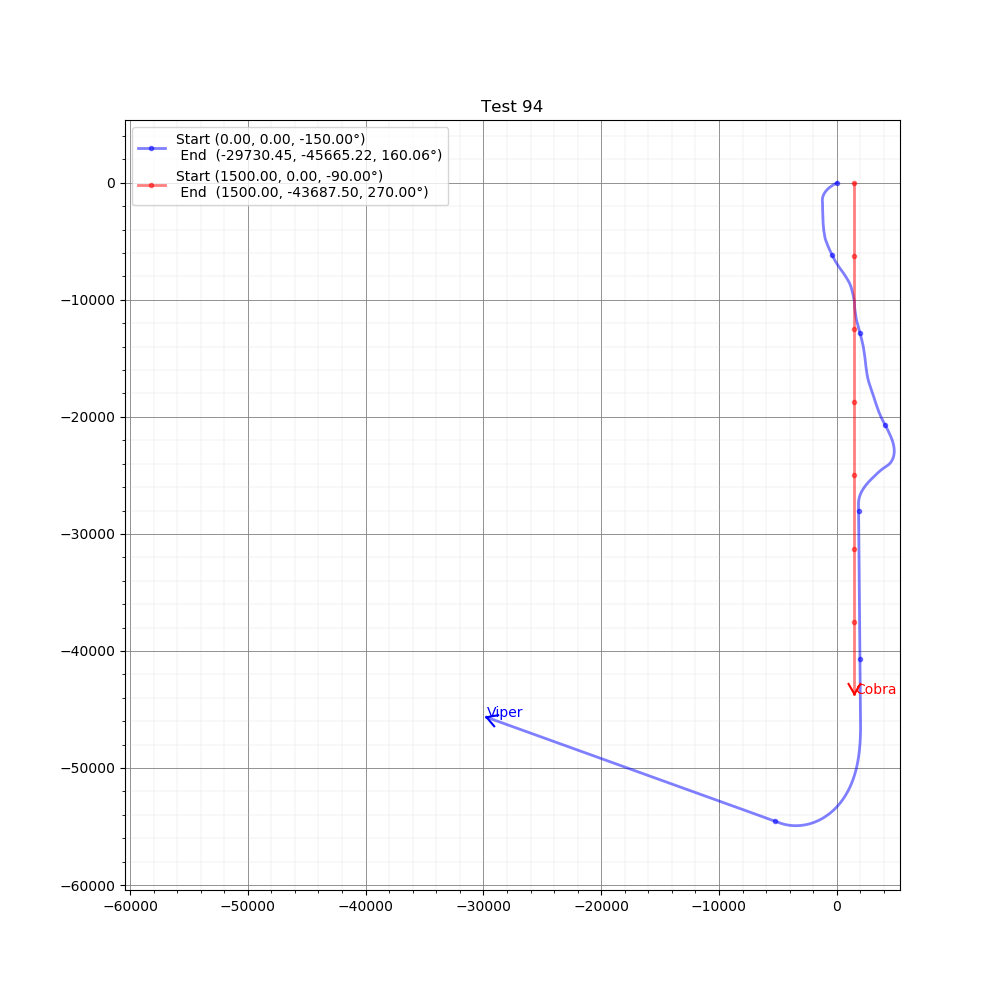 Test 94
Start (0.00, 0.00, -150.00°)
End  (-29730.45, -45665.22, 160.06°)
Start (1500.00, 0.00, -90.00°)
End  (1500.00, -43687.50, 270.00°)
0
−10000
−20000
−30000
−40000
−50000
−60000
Cobra
Viper
−60000
−50000
−40000
−30000
−20000
−10000
0